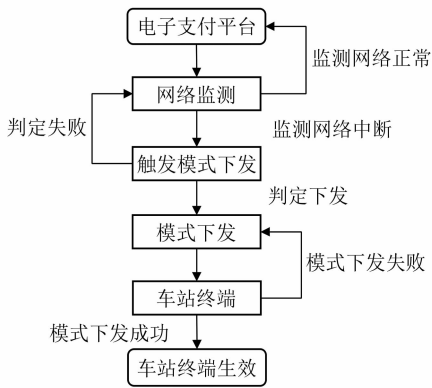 电子支付平台
监测网络正常
网络监测
判定失败
监测网络中断
触发模式下发
判定下发
模式下发
模式下发失败
车站终端
模式下发成功
车站终端生效